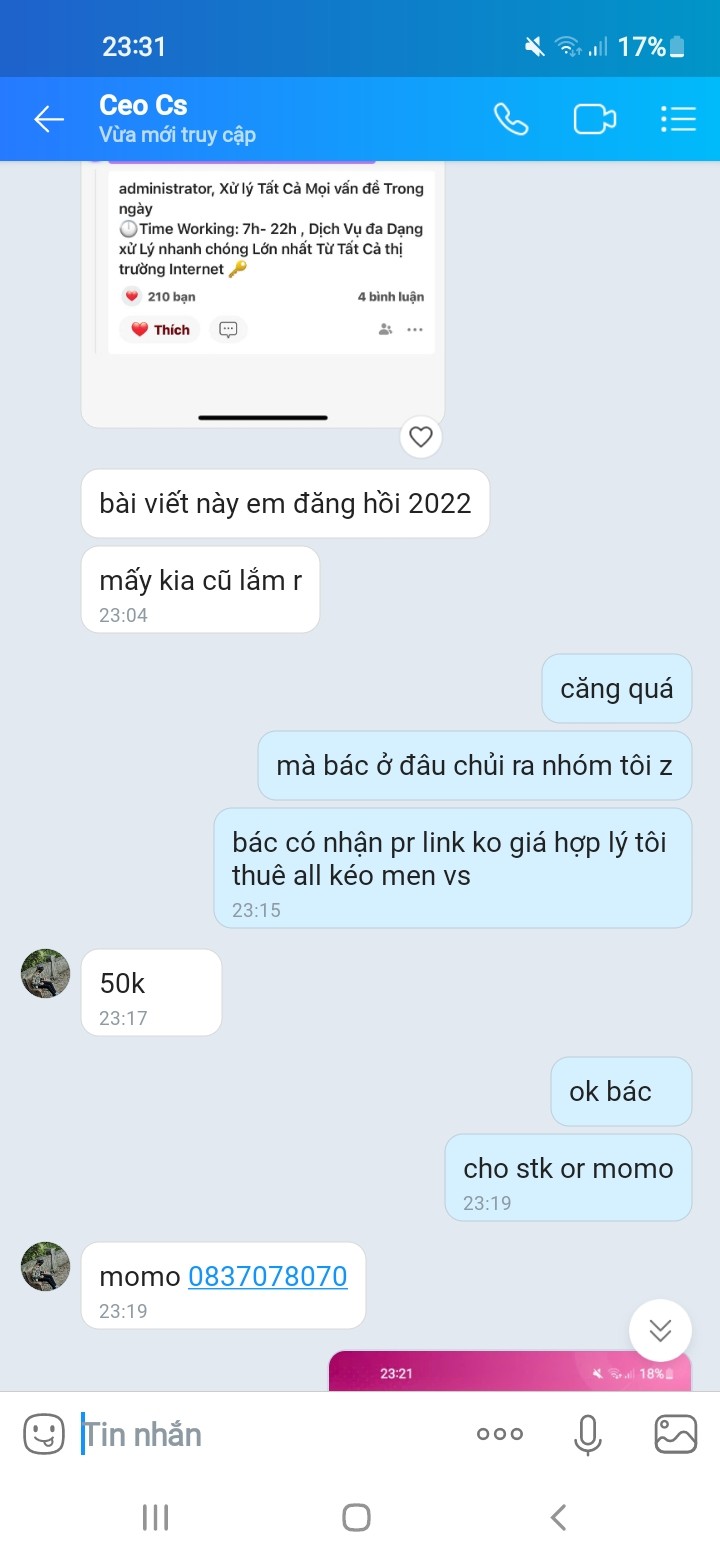 23:31
17%
Ceo Cs
Vừa mới truy cập
administrator, Xử lý Tất Cả Mọi vấn đề Trong
ngày
Time Working: 7h- 22h , Dịch Vụ đa Dạng
xử Lý nhanh chóng Lớn nhất Từ Tất Cả thị
trường Internet
210 bạn
4 bình luận
Thích
bài viết này em đăng hồi 2022
mấy kia cũ lắm r
23:04
căng quá
mà bác ở đâu chủi ra nhóm tôi z
bác có nhận pr link ko giá hợp lý tôi
thuê all kéo men vs
23:15
50k
23:17
ok bác
cho stk or momo
23:19
momo 0837078070
23:19
23:21
18%
Tin nhắn